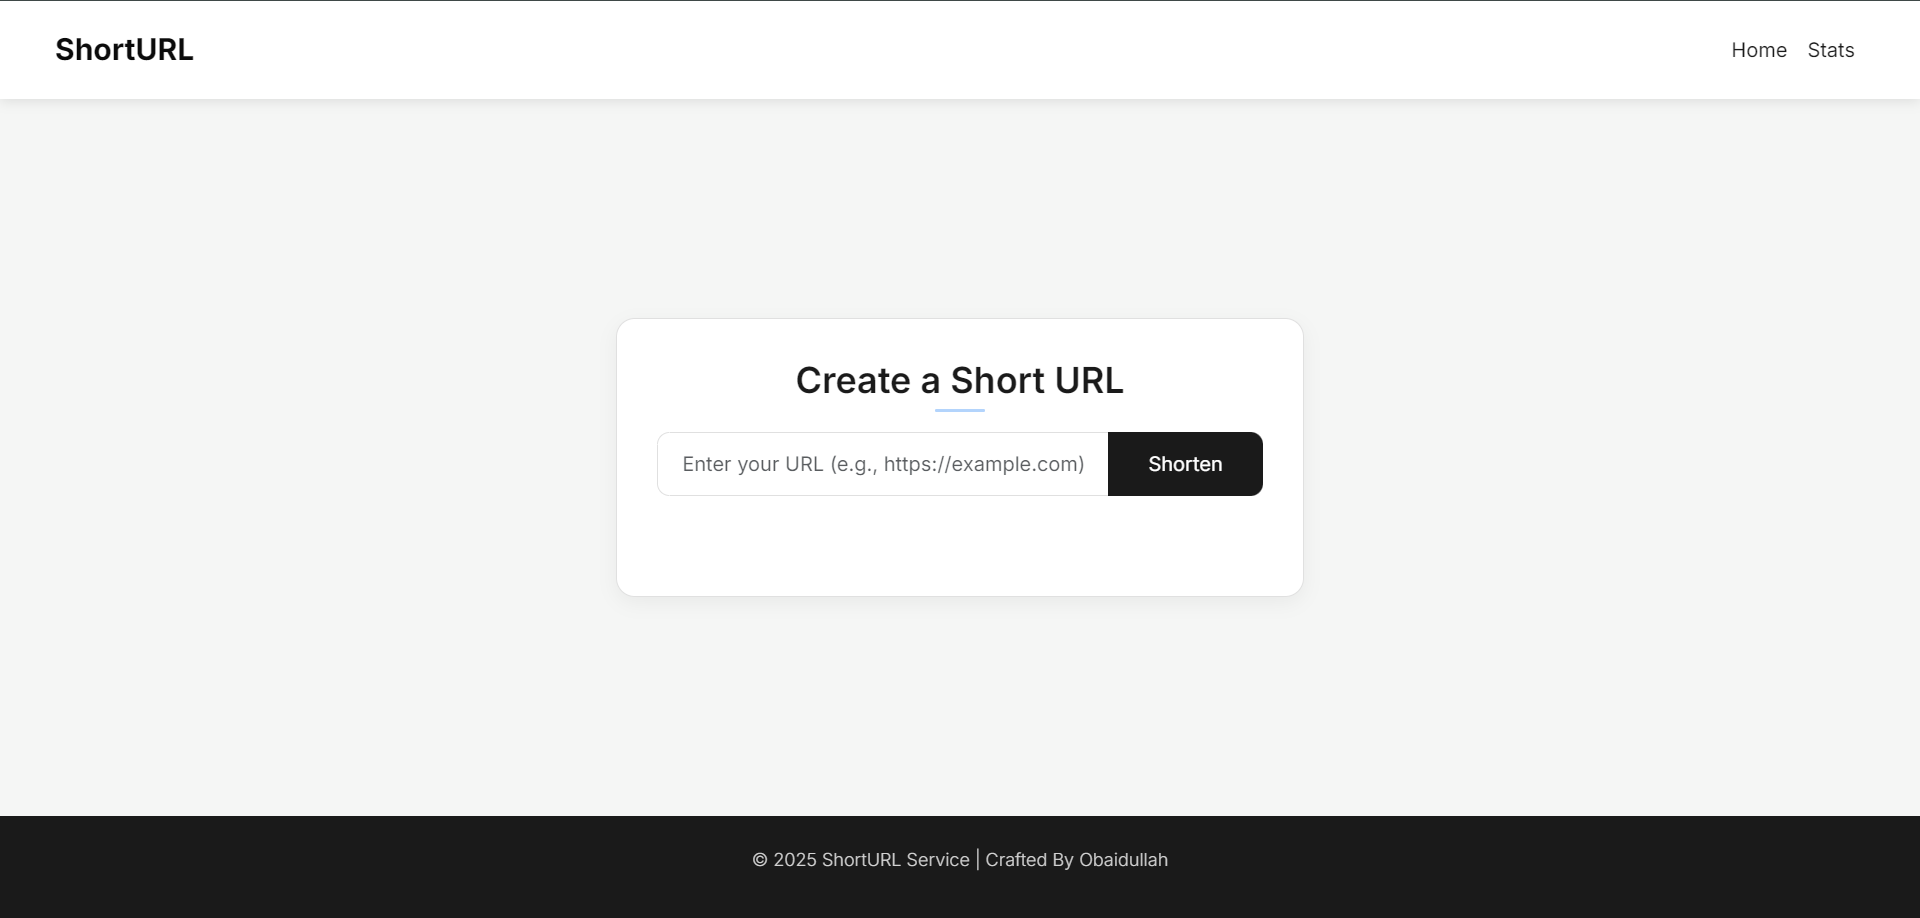 ShortURL
Home Stats
Create a Short URL
Enter your URL (e.g., https://example.com) Shorten
© 2025 ShortURL Service | Crafted By Obaidullah